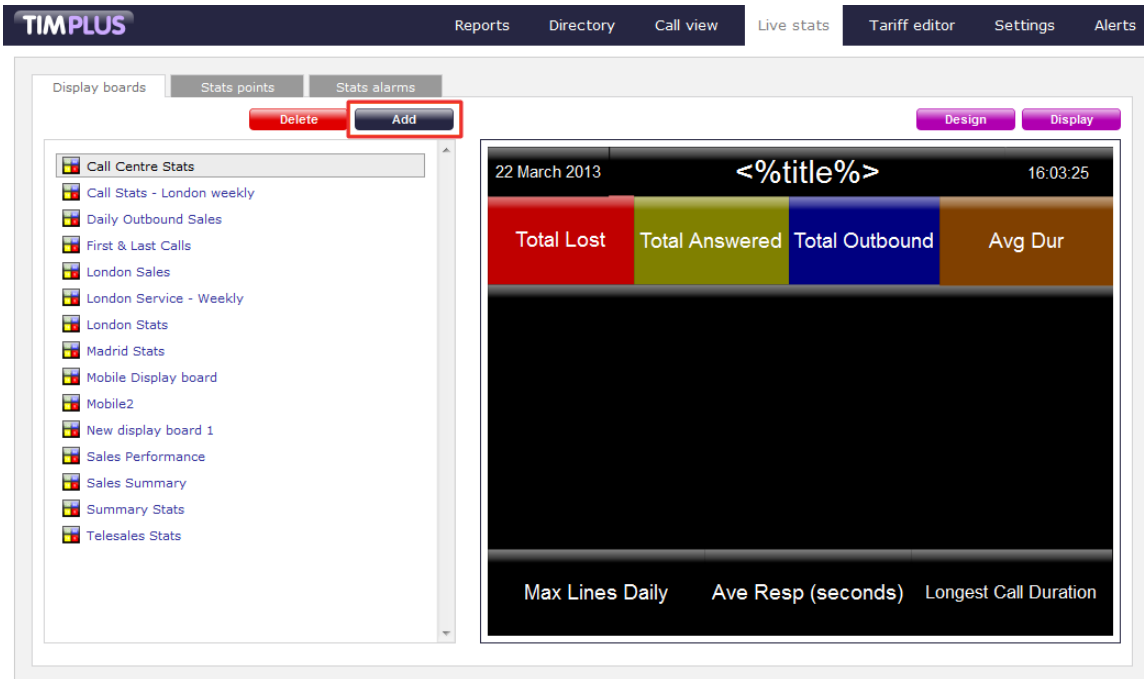 TIMPLUS Reports Directory Call view Live stats Tariff editor Settings Alerts
Display boards Stats points Stats alarms
Delete Add Design Display
Call Centre Stats
Call Stats - London weekly
Daily Outbound Sales
First & Last Calls
London Sales
London Service - Weekly
London Stats
Madrid Stats
Mobile Display board
Mobile2
New display board 1
Sales Performance
Sales Summary
Summary Stats
Telesales Stats
22 March 2013 <%title%> 16:03:25
Total Lost Total Answered Total Outbound Avg Dur
Max Lines Daily Ave Resp (seconds) Longest Call Duration